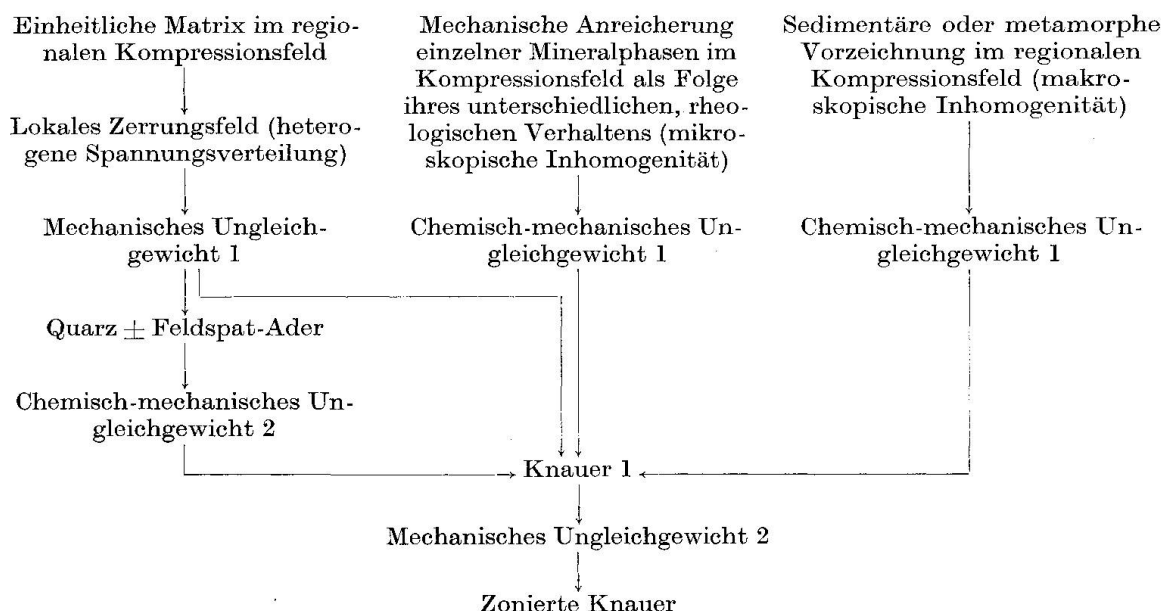 Einheitliche Matrix im regio-
nalen Kompressionsfeld
Lokales Zerrungsfeld (hetero-
gene Spannungsverteilung)
Mechanisches Ungleich-
gewicht 1
Quarz ± Feldspat-Ader
Chemisch-mechanisches Un-
gleichgewicht 2
Mechanische Anreicherung
einzelner Mineralphasen im
Kompressionsfeld als Folge
ihres unterschiedlichen, rheo-
logischen Verhaltens (mikro-
skopische Inhomogenität)
Chemisch-mechanisches Un-
gleichgewicht 1
Sedimentäre oder metamorphe
Vorzeichnung im regionalen
Kompressionsfeld (makro-
skopische Inhomogenität)
Chemisch-mechanisches Un-
gleichgewicht 1
Knauer 1
Mechanisches Ungleichgewicht 2
Zonierte Knauer